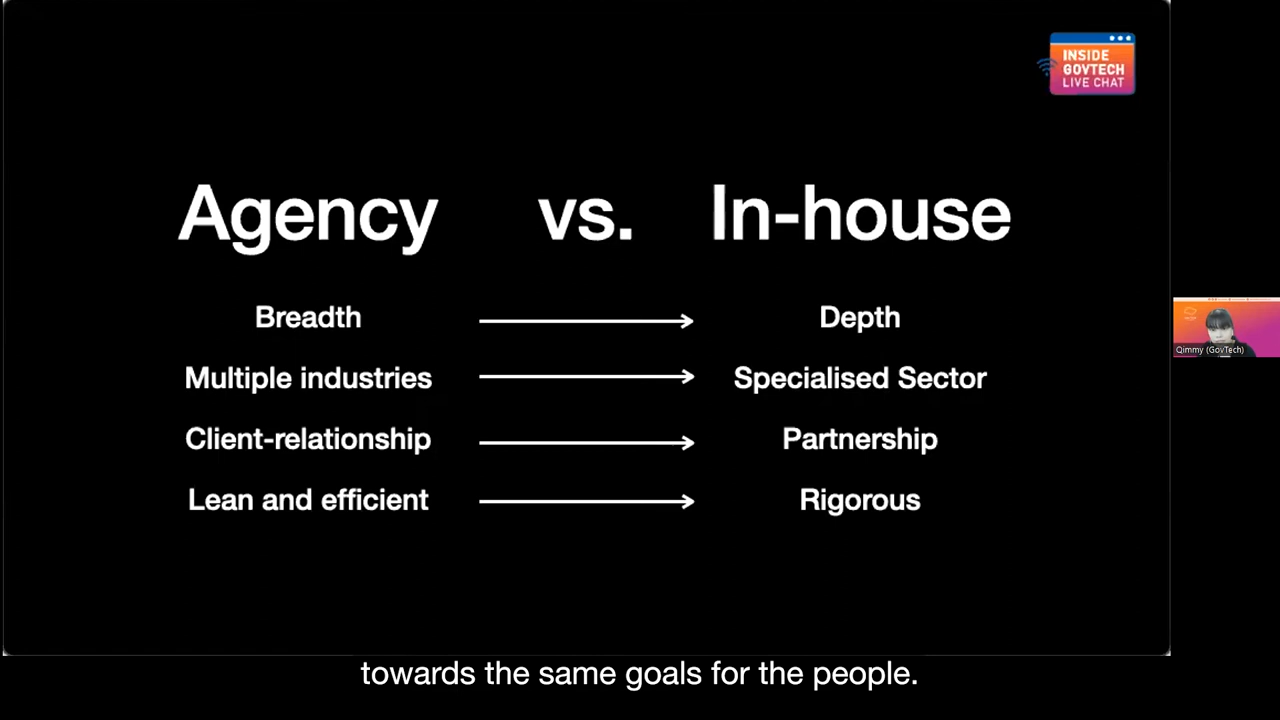 INSIDE
GOVTECH
LIVE CHAT
Agency vs. In-house
Breadth Depth
Multiple industries Specialised Sector
Client-relationship Partnership
Lean and efficient Rigorous
Qimmy (GovTech)
towards the same goals for the people.